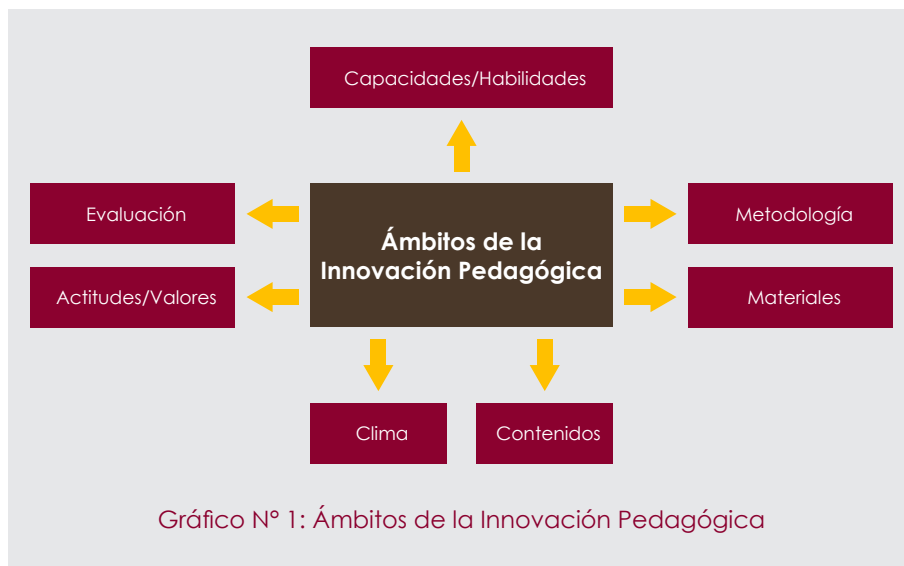 Capacidades/Habilidades
Evaluación
Ámbitos de la
Innovación Pedagógica
Metodología
Actitudes/Valores
Materiales
Clima
Contenidos
Gráfico N° 1: Ámbitos de la Innovación Pedagógica